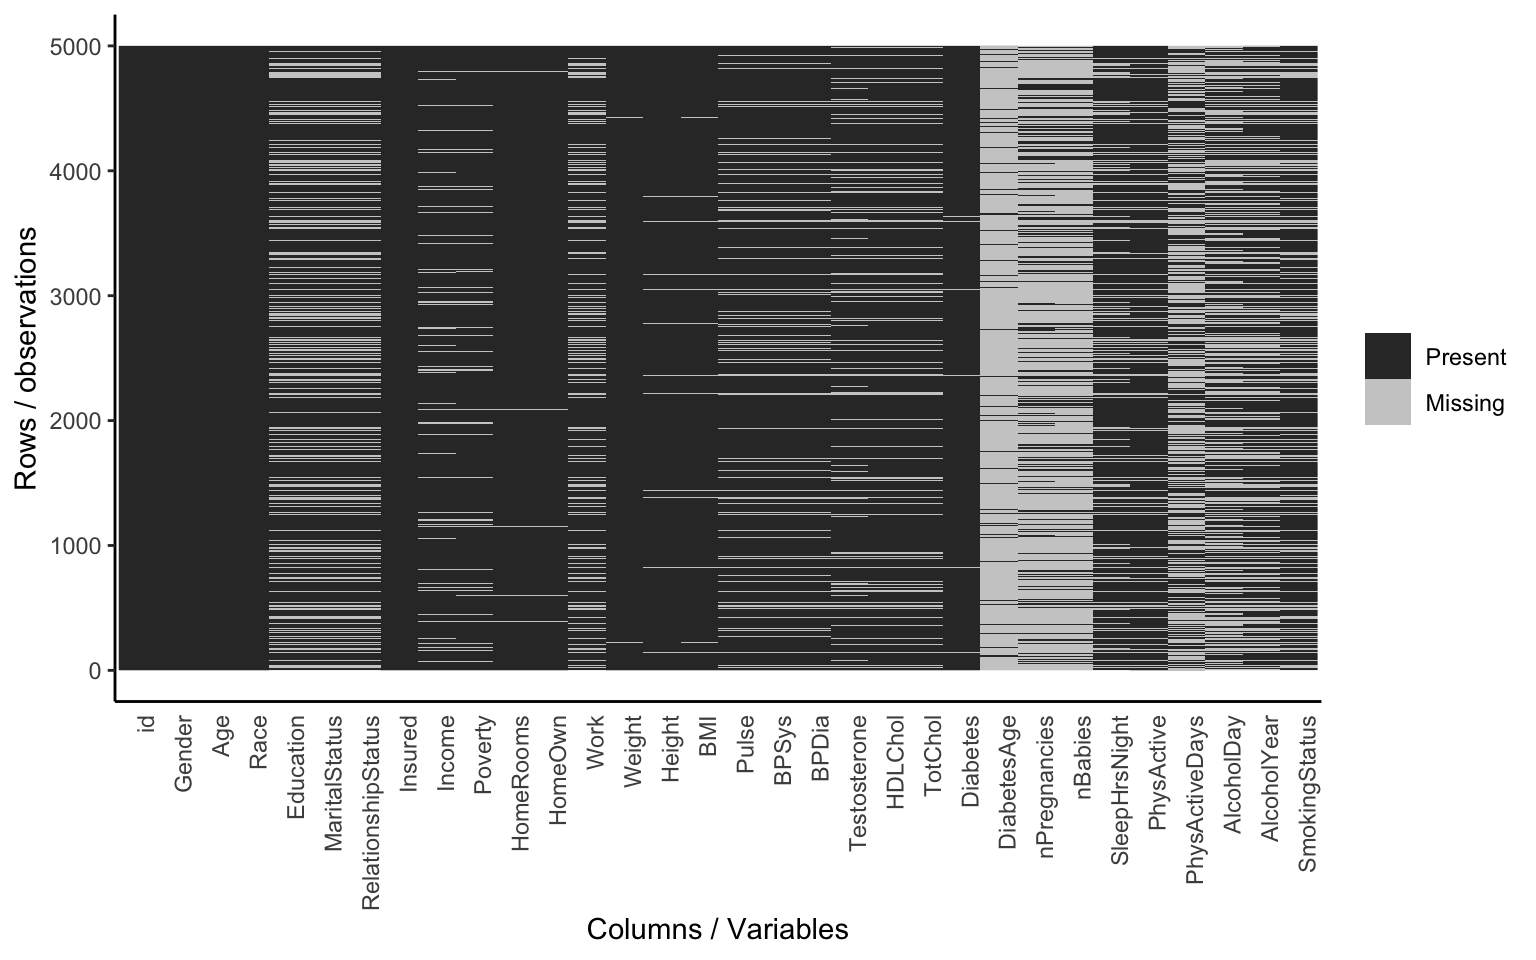 Rows / observations
5000
4000
3000
2000
1000
0
id
Gender
Age
Race
Education
MaritalStatus
RelationshipStatus
Insured
Income
Poverty
HomeRooms
HomeOwn
Work
Weight
Height
BMI
Pulse
BPSys
BPDia
Testosterone
HDLChol
TotChol
Diabetes
DiabetesAge
nPregnancies
nBabies
SleepHrsNight
PhysActive
PhysActiveDays
AlcoholDay
AlcoholYear
SmokingStatus
Columns / Variables
Present
Missing